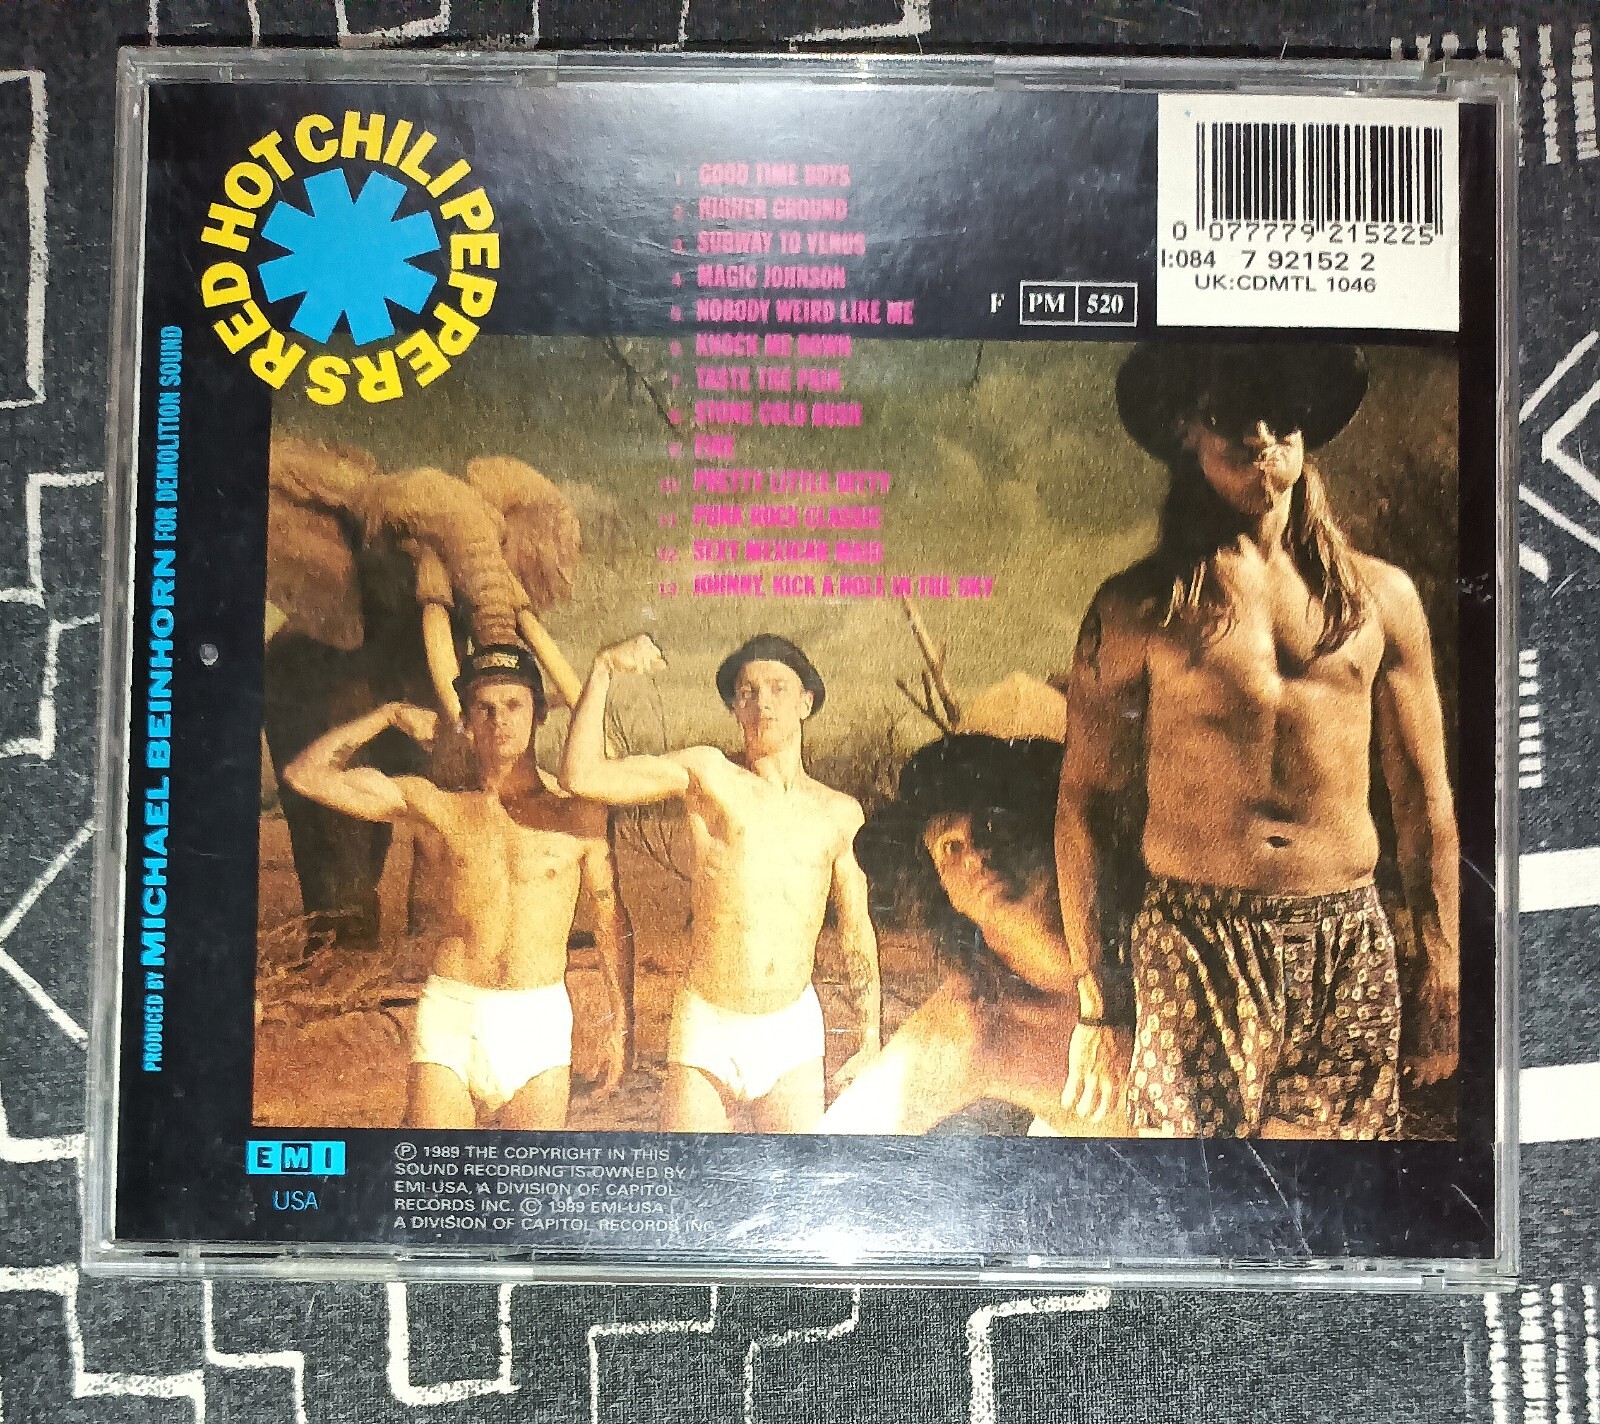 RED HOT CHILI PEPPERS
1 GOOD TIME BOYS
2 HIGHER GROUND
3 SUBWAY TO VENUS
4 MAGIC JOHNSON
5 NOBODY WEIRD LIKE ME
6 KNOCK ME DOWN
7 TASTE THE PAIN
8 STONE COLD BUSH
9 FIRE
10 PRETTY LITTLE DITTY
11 PUNK ROCK CLASSIC
12 SEXY MEXICAN MAID
13 JOHNNY, KICK A HOLE IN THE SKY
F PM 520
0 077779 215225
I:084 7 92152 2
UK:CDMTL 1046
PRODUCED BY MICHAEL BEINHORN FOR DEMOLITION SOUND
EMI
USA
Ⓟ 1989 THE COPYRIGHT IN THIS
SOUND RECORDING IS OWNED BY
EMI-USA, A DIVISION OF CAPITOL
RECORDS INC. © 1989 EMI-USA
A DIVISION OF CAPITOL RECORDS INC